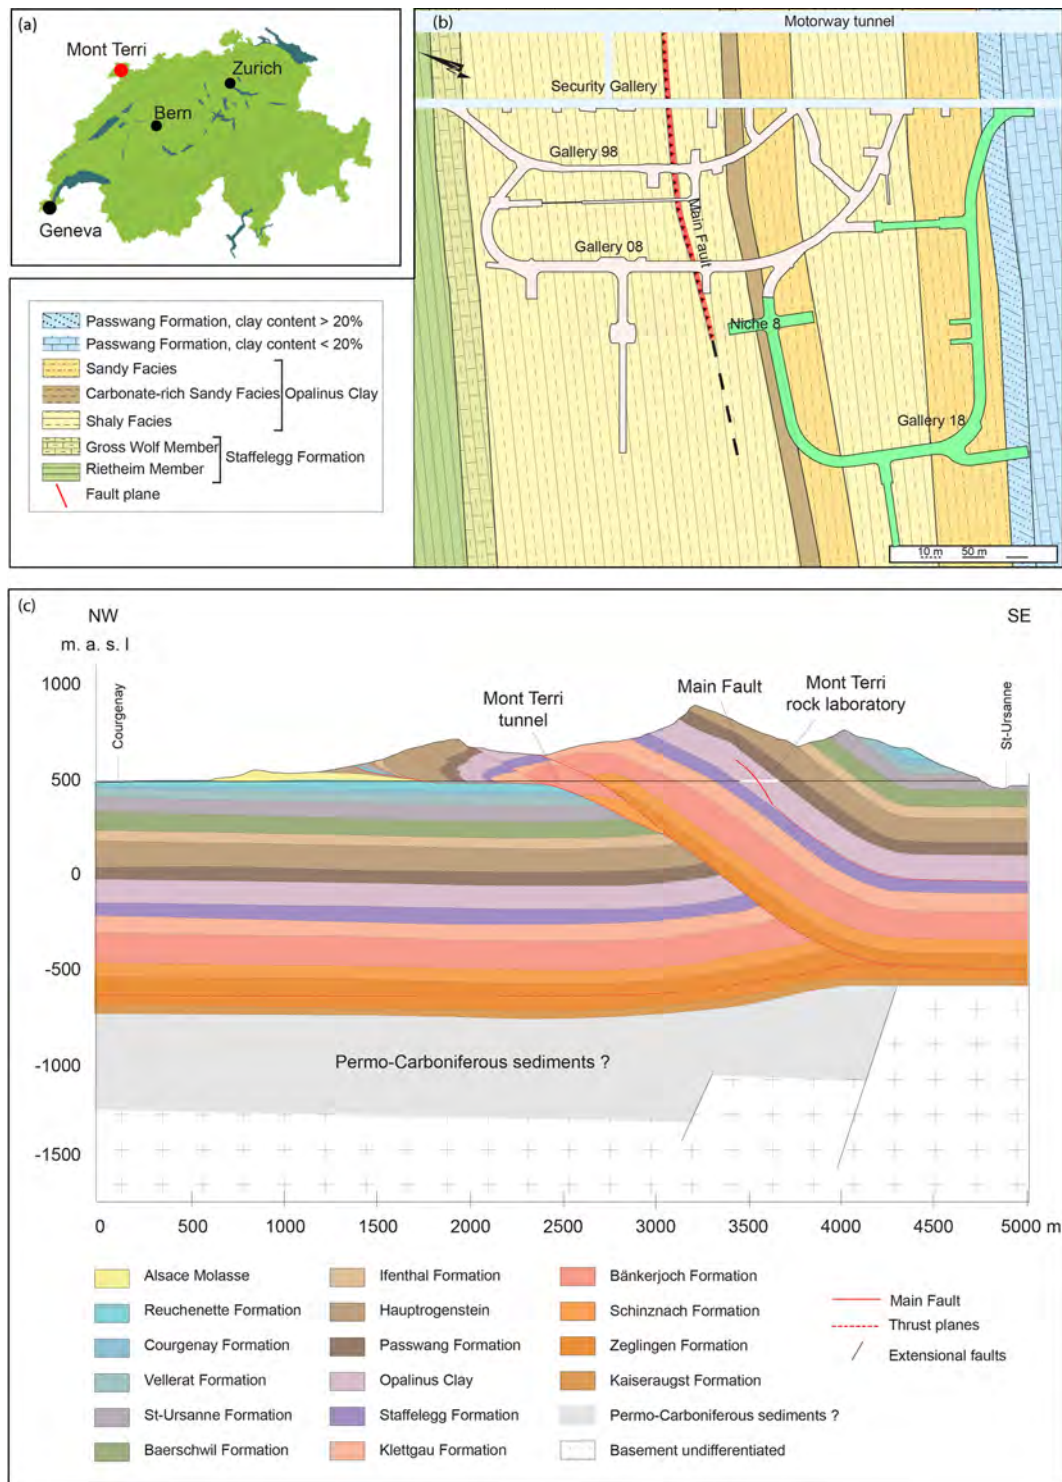 (a)
Mont Terri
Zurich
Bern
Geneva
(b)
Motorway tunnel
Security Gallery
Gallery 98
Main Fault
Gallery 08
Niche 8
Gallery 18
10 m 50 m
Passwang Formation, clay content > 20%
Passwang Formation, clay content < 20%
Sandy Facies
Carbonate-rich Sandy Facies
Opalinus Clay
Shaly Facies
Gross Wolf Member
Staffelegg Formation
Rietheim Member
Fault plane
(c)
NW
SE
m. a. s. l
1000
500
0
-500
-1000
-1500
Courgenay
Mont Terri
tunnel
Main Fault
Mont Terri
rock laboratory
St-Ursanne
Permo-Carboniferous sediments ?
0 500 1000 1500 2000 2500 3000 3500 4000 4500 5000 m
Alsace Molasse
Reuchenette Formation
Courgenay Formation
Vellerat Formation
St-Ursanne Formation
Baerschwil Formation
Ifenthal Formation
Hauptrogenstein
Passwang Formation
Opalinus Clay
Staffelegg Formation
Klettgau Formation
Bänkerjoch Formation
Schinznach Formation
Zeglingen Formation
Kaiseraugst Formation
Permo-Carboniferous sediments ?
Basement undifferentiated
Main Fault
Thrust planes
Extensional faults